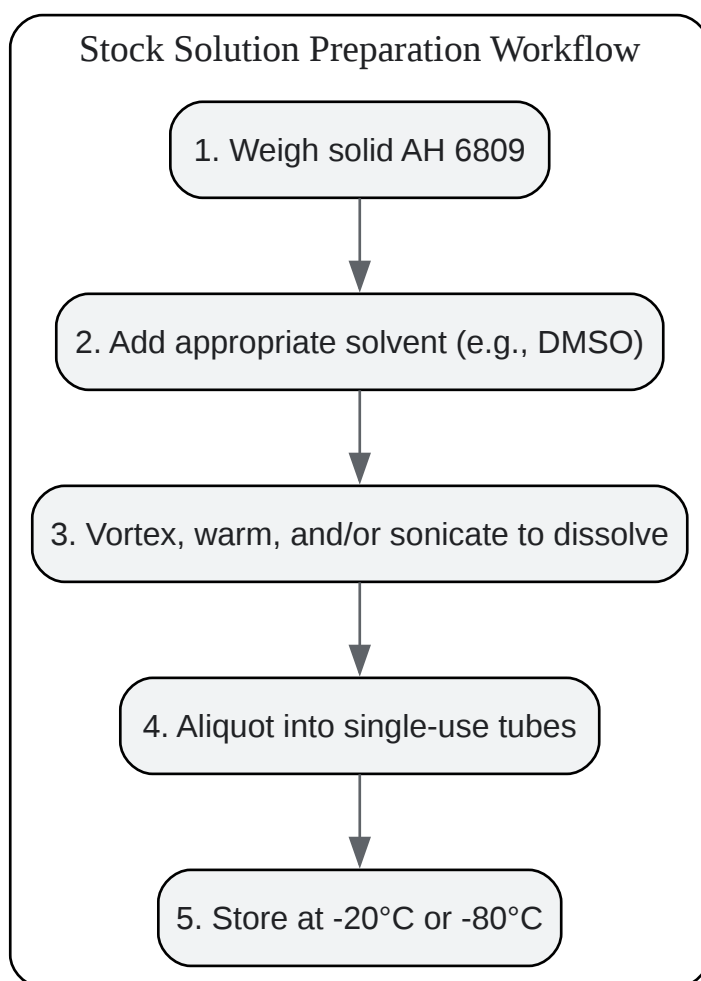 Stock Solution Preparation Workflow
1. Weigh solid AH 6809
2. Add appropriate solvent (e.g., DMSO)
3. Vortex, warm, and/or sonicate to dissolve
4. Aliquot into single-use tubes
5. Store at -20°C or -80°C